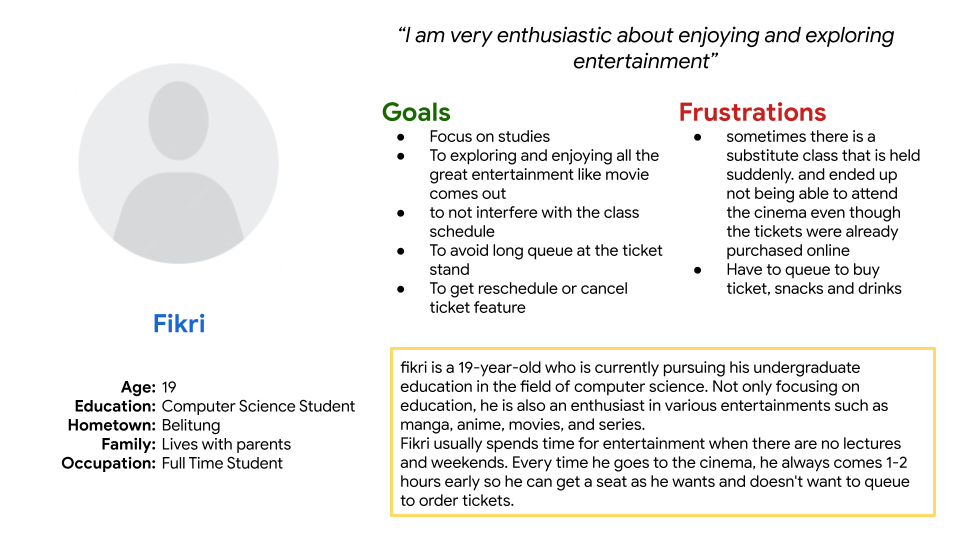 “I am very enthusiastic about enjoying and exploring
entertainment”
Goals
● Focus on studies
● To exploring and enjoying all the
great entertainment like movie
comes out
● to not interfere with the class
schedule
● To avoid long queue at the ticket
stand
● To get reschedule or cancel
ticket feature
Frustrations
● sometimes there is a
substitute class that is held
suddenly. and ended up
not being able to attend
the cinema even though
the tickets were already
purchased online
● Have to queue to buy
ticket, snacks and drinks
Fikri
Age: 19
Education: Computer Science Student
Hometown: Belitung
Family: Lives with parents
Occupation: Full Time Student
fikri is a 19-year-old who is currently pursuing his undergraduate
education in the field of computer science. Not only focusing on
education, he is also an enthusiast in various entertainments such as
manga, anime, movies, and series.
Fikri usually spends time for entertainment when there are no lectures
and weekends. Every time he goes to the cinema, he always comes 1-2
hours early so he can get a seat as he wants and doesn't want to queue
to order tickets.